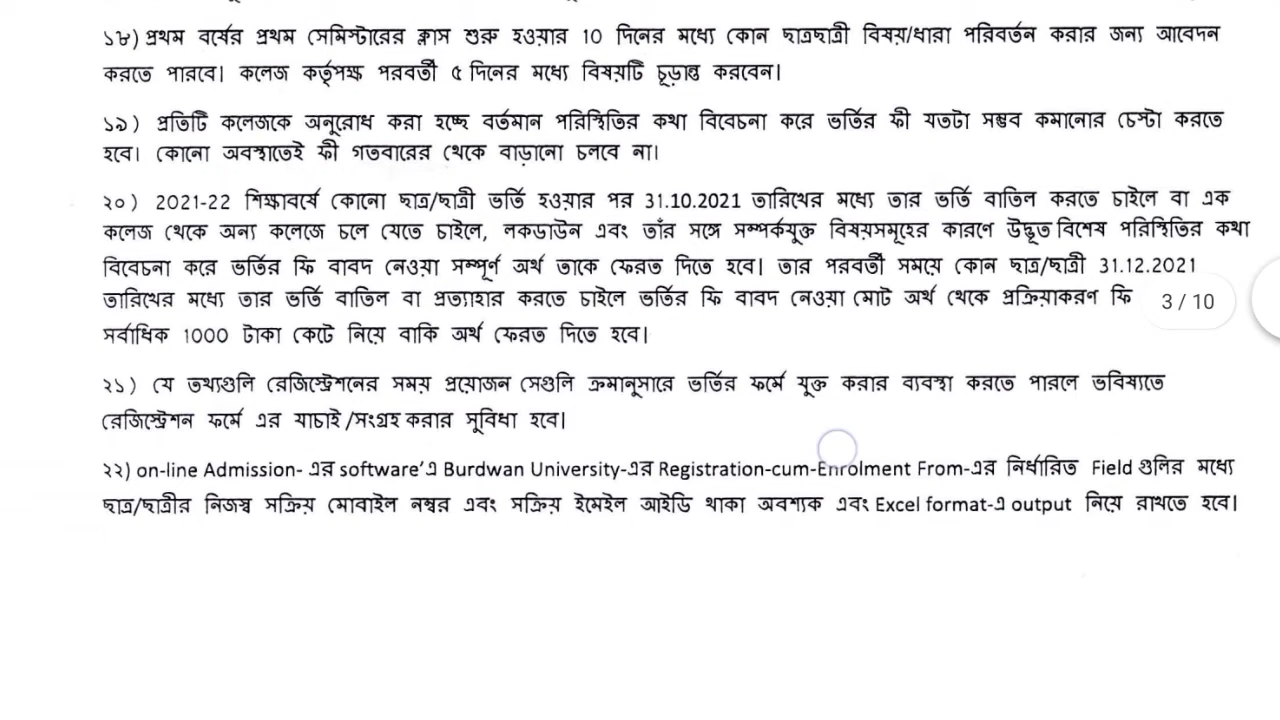 ১৮) প্রথম বর্ষের প্রথম সেমিস্টারের ক্লাস শুরু হওয়ার 10 দিনের মধ্যে কোন ছাত্রছাত্রী বিষয়/ধারা পরিবর্তন করার জন্য আবেদন
করতে পারবে। কলেজ কর্তৃপক্ষ পরবর্তী ৫ দিনের মধ্যে বিষয়টি চূড়ান্ত করবেন।
১৯) প্রতিটি কলেজকে অনুরোধ করা হচ্ছে বর্তমান পরিস্থিতির কথা বিবেচনা করে ভর্তির ফী যতটা সম্ভব কমানোর চেস্টা করতে
হবে। কোনো অবস্থাতেই ফী গতবারের থেকে বাড়ানো চলবে না।
২০) 2021-22 শিক্ষাবর্ষে কোনো ছাত্র/ছাত্রী ভর্তি হওয়ার পর 31.10.2021 তারিখের মধ্যে তার ভর্তি বাতিল করতে চাইলে বা এক
কলেজ থেকে অন্য কলেজে চলে যেতে চাইলে, লকডাউন এবং তাঁর সঙ্গে সম্পর্কযুক্ত বিষয়সমূহের কারণে উদ্ভূত বিশেষ পরিস্থিতির কথা
বিবেচনা করে ভর্তির ফি বাবদ নেওয়া সম্পূর্ন অর্থ তাকে ফেরত দিতে হবে। তার পরবর্তী সময়ে কোন ছাত্র/ছাত্রী 31.12.2021
তারিখের মধ্যে তার ভর্তি বাতিল বা প্রত্যাহার করতে চাইলে ভর্তির ফি বাবদ নেওয়া মোট অর্থ থেকে প্রক্রিয়াকরণ ফি
3 / 10
সর্বাধিক 1000 টাকা কেটে নিয়ে বাকি অর্থ ফেরত দিতে হবে।
২১) যে তথ্যগুলি রেজিস্ট্রেশনের সময় প্রয়োজন সেগুলি ক্রমানুসারে ভর্তির ফর্মে যুক্ত করার ব্যবস্থা করতে পারলে ভবিষ্যতে
রেজিস্ট্রেশন ফর্মে এর যাচাই /সংগ্রহ করার সুবিধা হবে।
২২) on-line Admission- এর software'এ Burdwan University-এর Registration-cum-Enrolment From-এর নির্ধারিত Field গুলির মধ্যে
ছাত্র/ছাত্রীর নিজস্ব সক্রিয় মোবাইল নম্বর এবং সক্রিয় ইমেইল আইডি থাকা অবশ্যক এবং Excel format-এ output নিয়ে রাখতে হবে।